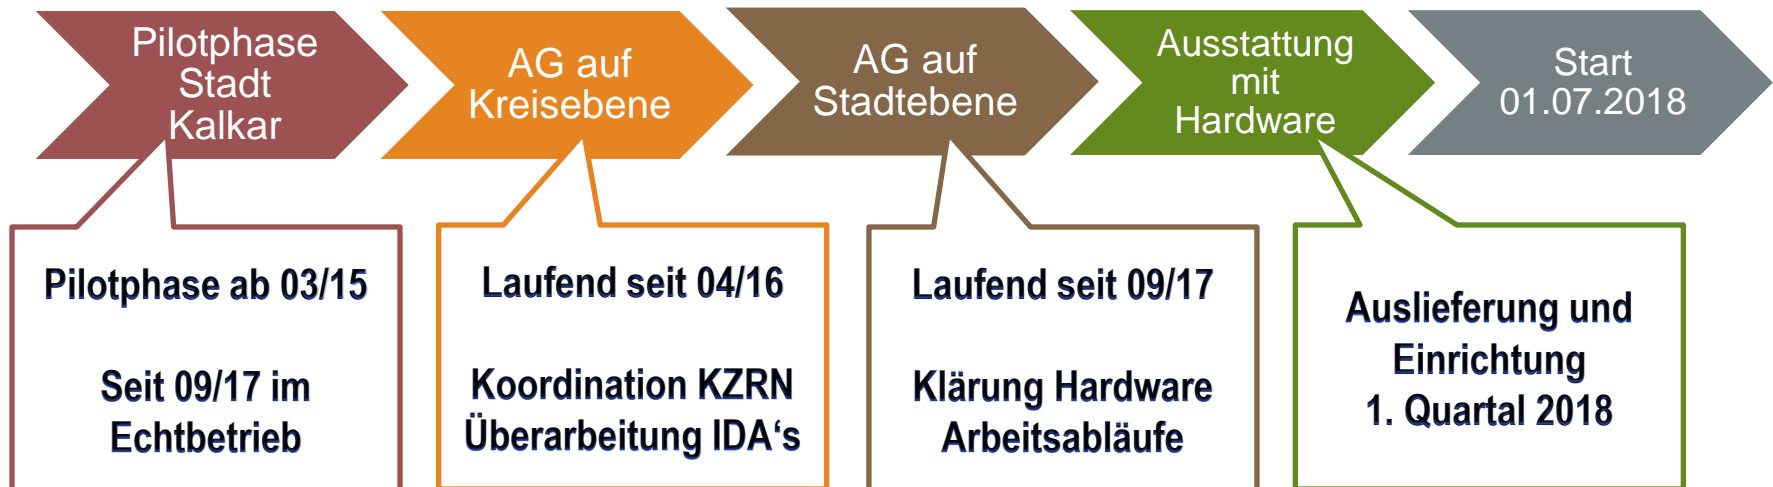 Pilotphase
Stadt
Kalkar
AG auf
Kreisebene
AG auf
Stadtebene
Ausstattung
mit
Hardware
Start
01.07.2018
Pilotphase ab 03/15
Seit 09/17 im
Echtbetrieb
Laufend seit 04/16
Koordination KZRN
Überarbeitung IDA‘s
Laufend seit 09/17
Klärung Hardware
Arbeitsabläufe
Auslieferung und
Einrichtung
1. Quartal 2018